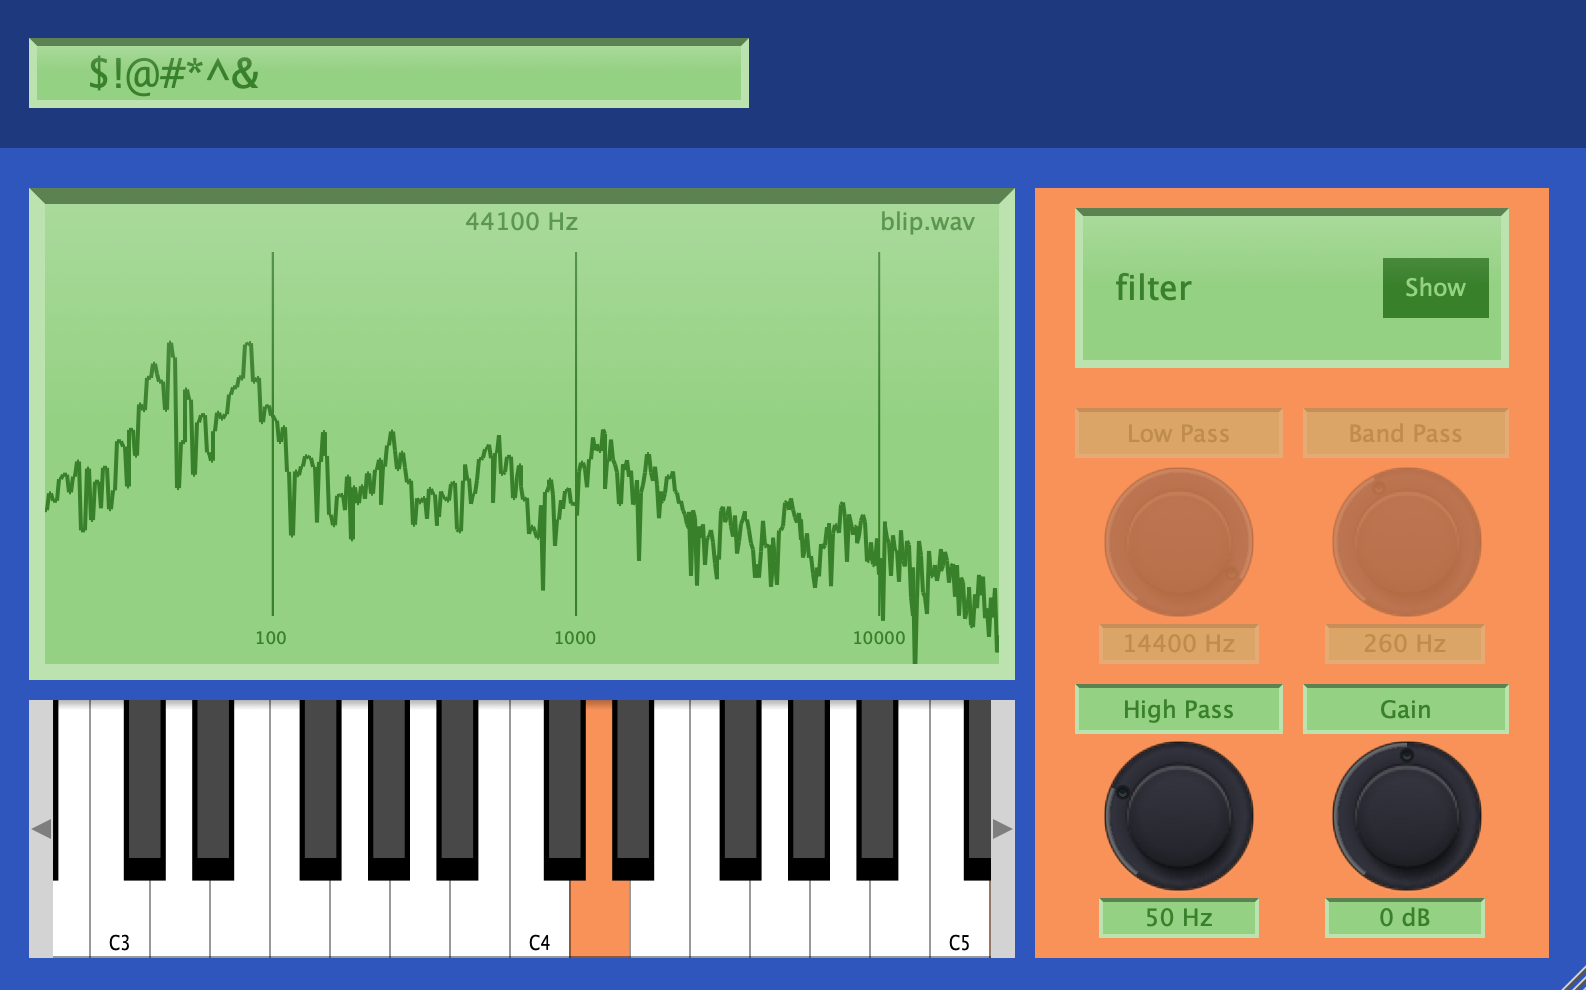 $!@#*^&
44100 Hz
blip.wav
100
1000
10000
C3
C4
C5
filter
Show
Low Pass
Band Pass
14400 Hz
260 Hz
High Pass
Gain
50 Hz
0 dB